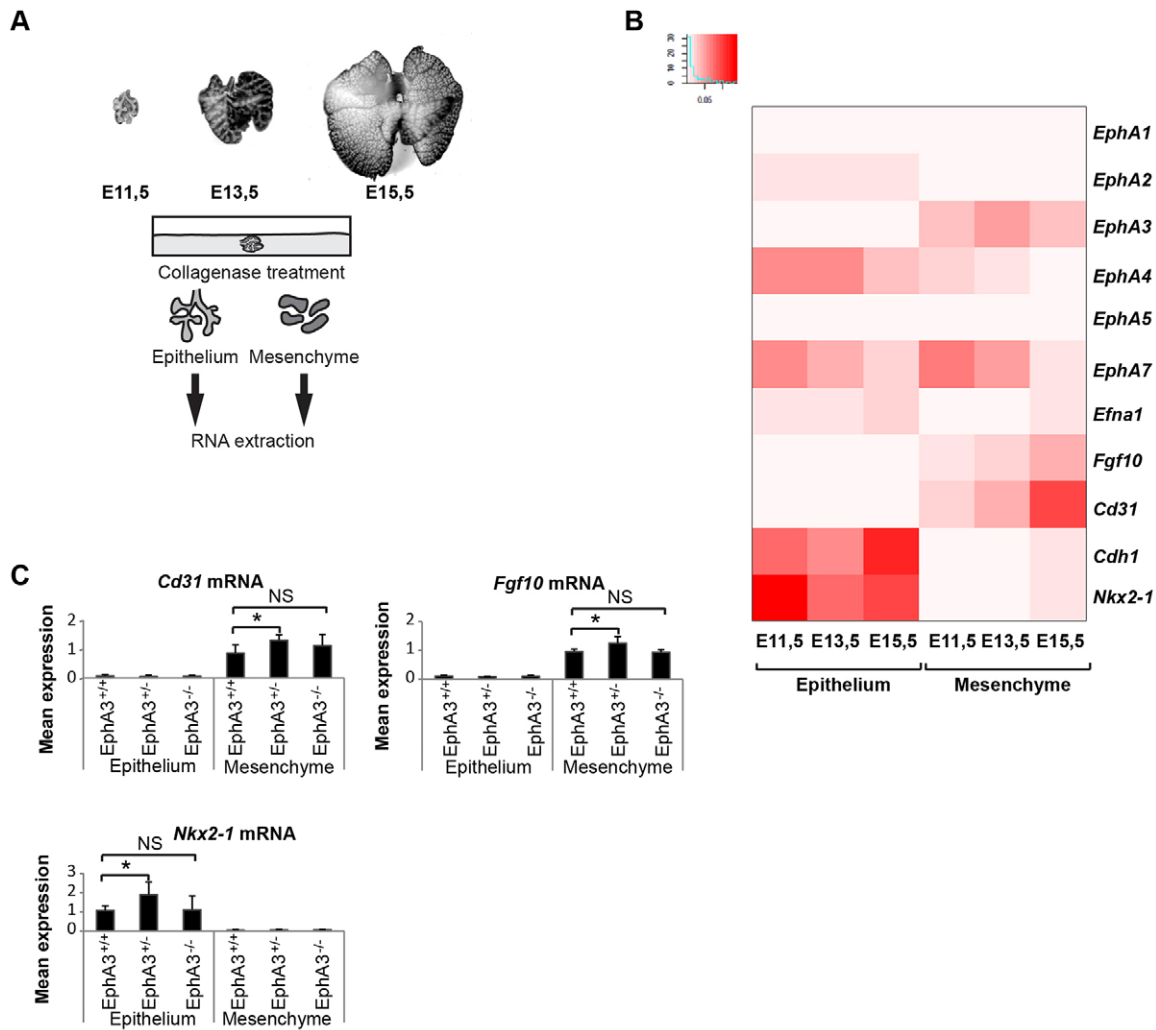 A
E11,5 E13,5 E15,5
Collagenase treatment
Epithelium Mesenchyme
RNA extraction
B
0 10 20 30
0.05
EphA1
EphA2
EphA3
EphA4
EphA5
EphA7
Efna1
Fgf10
Cd31
Cdh1
Nkx2-1
E11,5 E13,5 E15,5 E11,5 E13,5 E15,5
Epithelium Mesenchyme
C
Cd31 mRNA
NS
*
Mean expression
2
1
0
EphA3+/+
EphA3+/-
EphA3-/-
EphA3+/+
EphA3+/-
EphA3-/-
Epithelium Mesenchyme
Fgf10 mRNA
NS
*
Mean expression
2
1
0
EphA3+/+
EphA3+/-
EphA3-/-
EphA3+/+
EphA3+/-
EphA3-/-
Epithelium Mesenchyme
Nkx2-1 mRNA
NS
*
Mean expression
3
2
1
0
EphA3+/+
EphA3+/-
EphA3-/-
EphA3+/+
EphA3+/-
EphA3-/-
Epithelium Mesenchyme